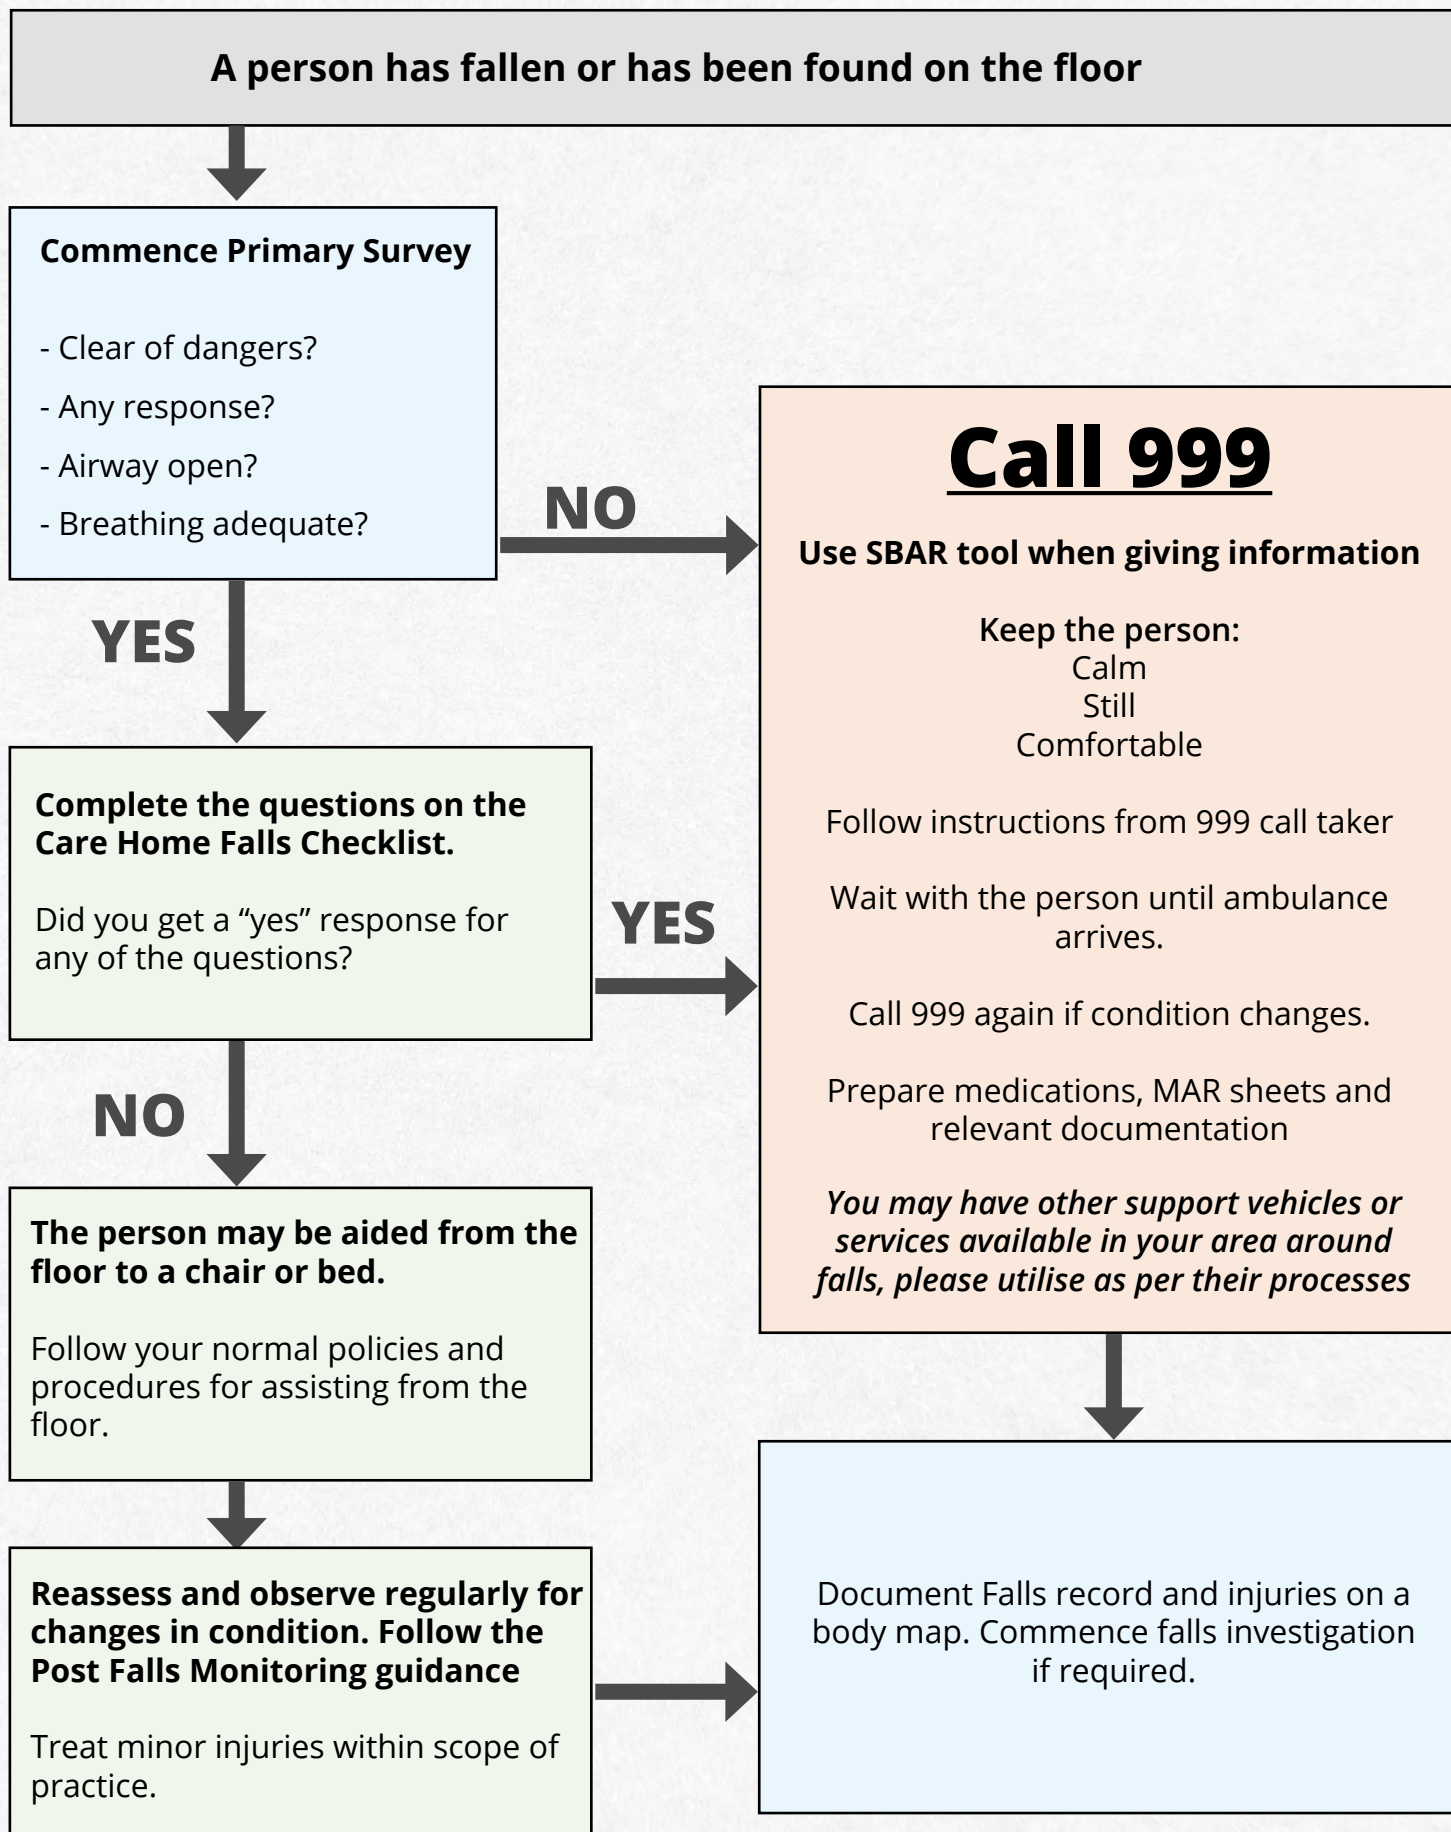 A person has fallen or has been found on the floor
Commence Primary Survey
- Clear of dangers?
- Any response?
- Airway open?
- Breathing adequate?
NO
YES
Call 999
Use SBAR tool when giving information
Keep the person:
Calm
Still
Comfortable
Follow instructions from 999 call taker
Wait with the person until ambulance
arrives.
Call 999 again if condition changes.
Prepare medications, MAR sheets and
relevant documentation
You may have other support vehicles or
services available in your area around
falls, please utilise as per their processes
Complete the questions on the
Care Home Falls Checklist.
Did you get a “yes” response for
any of the questions?
YES
NO
The person may be aided from the
floor to a chair or bed.
Follow your normal policies and
procedures for assisting from the
floor.
Reassess and observe regularly for
changes in condition. Follow the
Post Falls Monitoring guidance
Treat minor injuries within scope of
practice.
Document Falls record and injuries on a
body map. Commence falls investigation
if required.